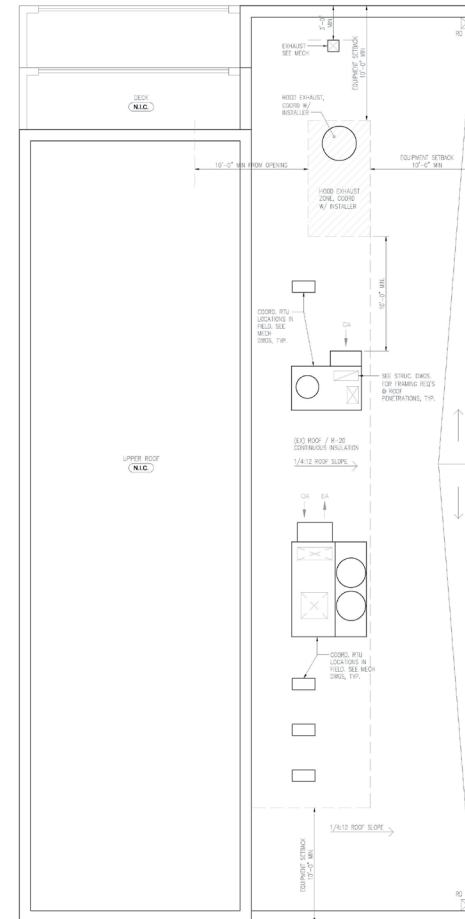 RD
3'-0"
MIN
EXHAUST
SEE MECH
EQUIPMENT SETBACK
10'-0" MIN
DECK
N.I.C.
HOOD EXHAUST,
COORD W/
INSTALLER
10'-0" MIN FROM OPENING
EQUIPMENT SETBACK
10'-0" MIN
HOOD EXHAUST
ZONE, COORD
W/ INSTALLER
10'-0" MIN
COORD. RTU
LOCATIONS IN
FIELD. SEE
MECH
DWGS, TYP.
OA
SEE STRUC. DWGS.
FOR FRAMING REQ'S
@ ROOF
PENETRATIONS, TYP.
(EX) ROOF / R-20
CONTINUOUS INSULATION
1/4:12 ROOF SLOPE
UPPER ROOF
N.I.C.
OA
EA
COORD. RTU
LOCATIONS IN
FIELD. SEE MECH
DWGS, TYP.
1/4:12 ROOF SLOPE
EQUIPMENT SETBACK
10'-0" MIN
RD